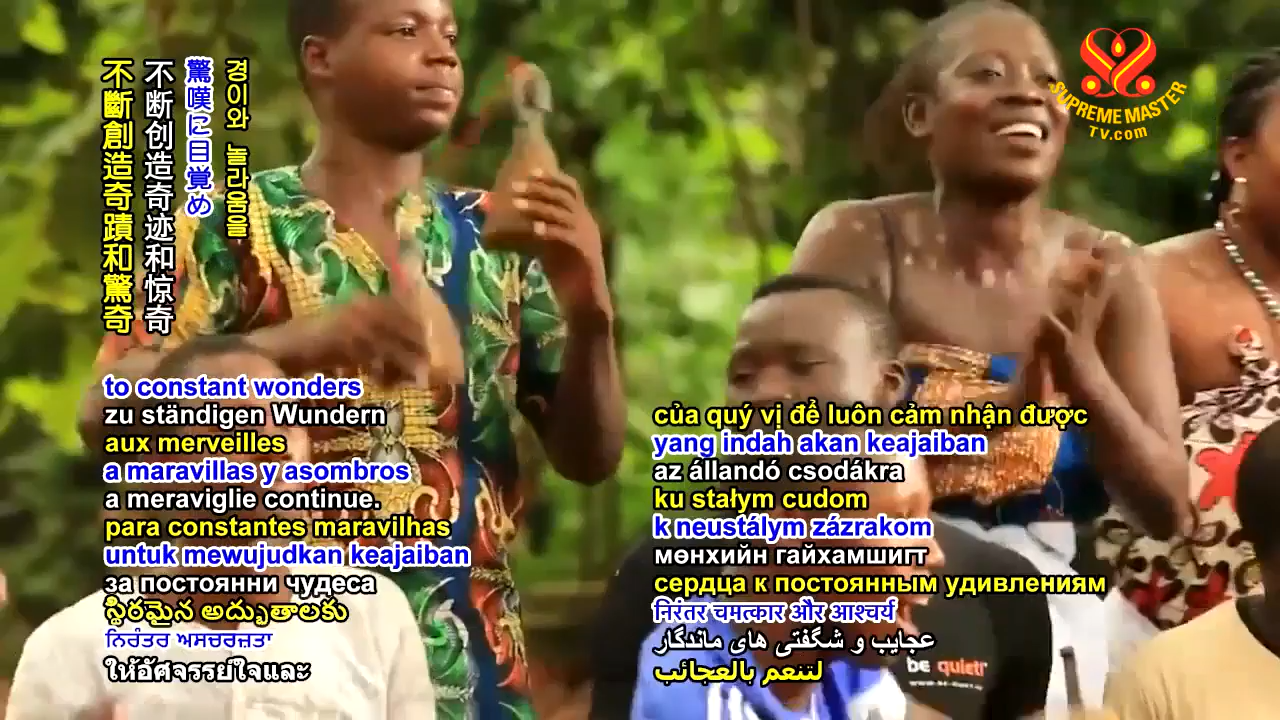 경이와 놀라움을
驚嘆に目覚め
不断创造奇迹和惊奇
不斷創造奇蹟和驚奇
SUPREME MASTER
TV.com
to constant wonders
zu ständigen Wundern
aux merveilles
a maravillas y asombros
a meraviglie continue.
para constantes maravilhas
untuk mewujudkan keajaiban
за постоянни чудеса
స్థిరమైన అద్భుతాలకు
ਨਿਰੰਤਰ ਅਸਚਰਜਤਾ
ให้อัศจรรย์ใจและ
của quý vị để luôn cảm nhận được
yang indah akan keajaiban
az állandó csodákra
ku stałym cudom
k neustálym zázrakom
мөнхийн гайхамшигт
сердца к постоянным удивлениям
निरंतर चमत्कार और आश्चर्य
عجایب و شگفتی های ماندگار
لتنعم بالعجائب
be quiet!